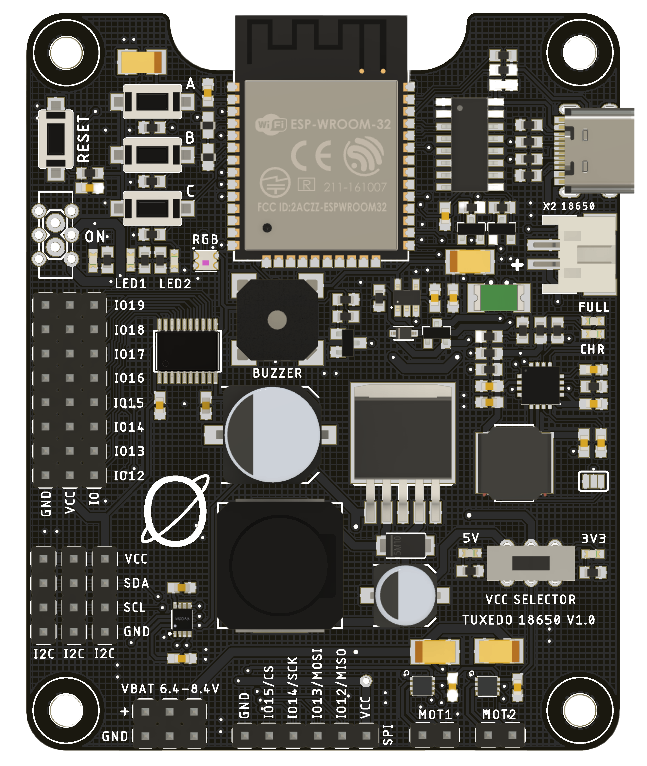 A
WiFi ESP-WROOM-32
CE
RESET
B
R 211-161007
C
FCC ID:2ACZZ-ESPWROOM32
X2 18650
ON
RGB
+
LED1 LED2
FULL
CHR
IO19
IO18
IO17
IO16
IO15
IO14
IO13
IO12
BUZZER
GND VCC IO
5V 3V3
VCC SELECTOR
TUXEDO 18650 V1.0
VCC
SDA
SCL
GND
I2C I2C I2C
VBAT 6.4-8.4V
+
GND
GND IO15/CS IO14/SCK IO13/MOSI IO12/MISO VCC
SPI
G G
MOT1 MOT2